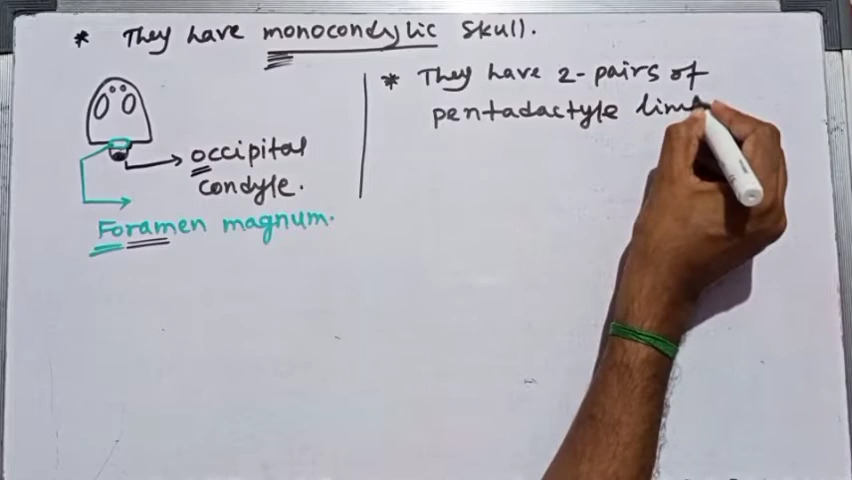 * They have monocondylic skull.
occipital
condyle.
Foramen magnum.
* They have 2-pairs of
pentadactyle lim